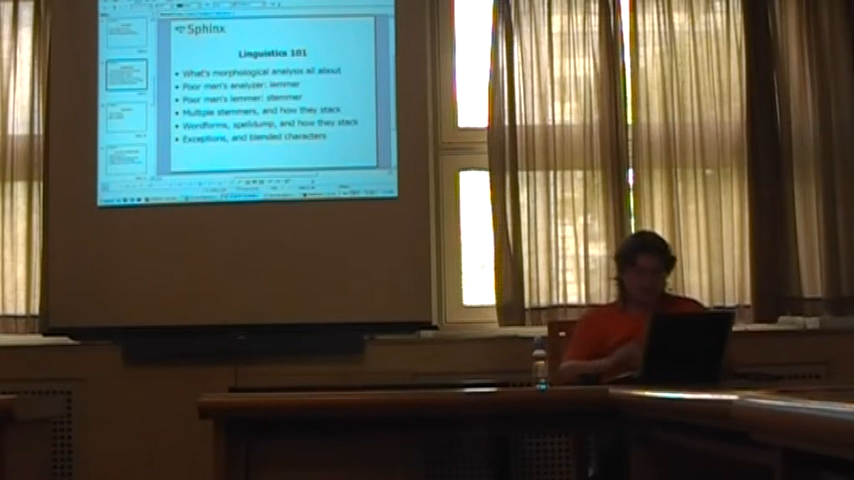 Sphinx
Linguistics 101
• What's morphological analysis all about
• Poor man's analyzer: lemmer
• Poor man's lemmer: stemmer
• Multiple stemmers, and how they stack
• Wordforms, spelldump, and how they stack
• Exceptions, and blended characters